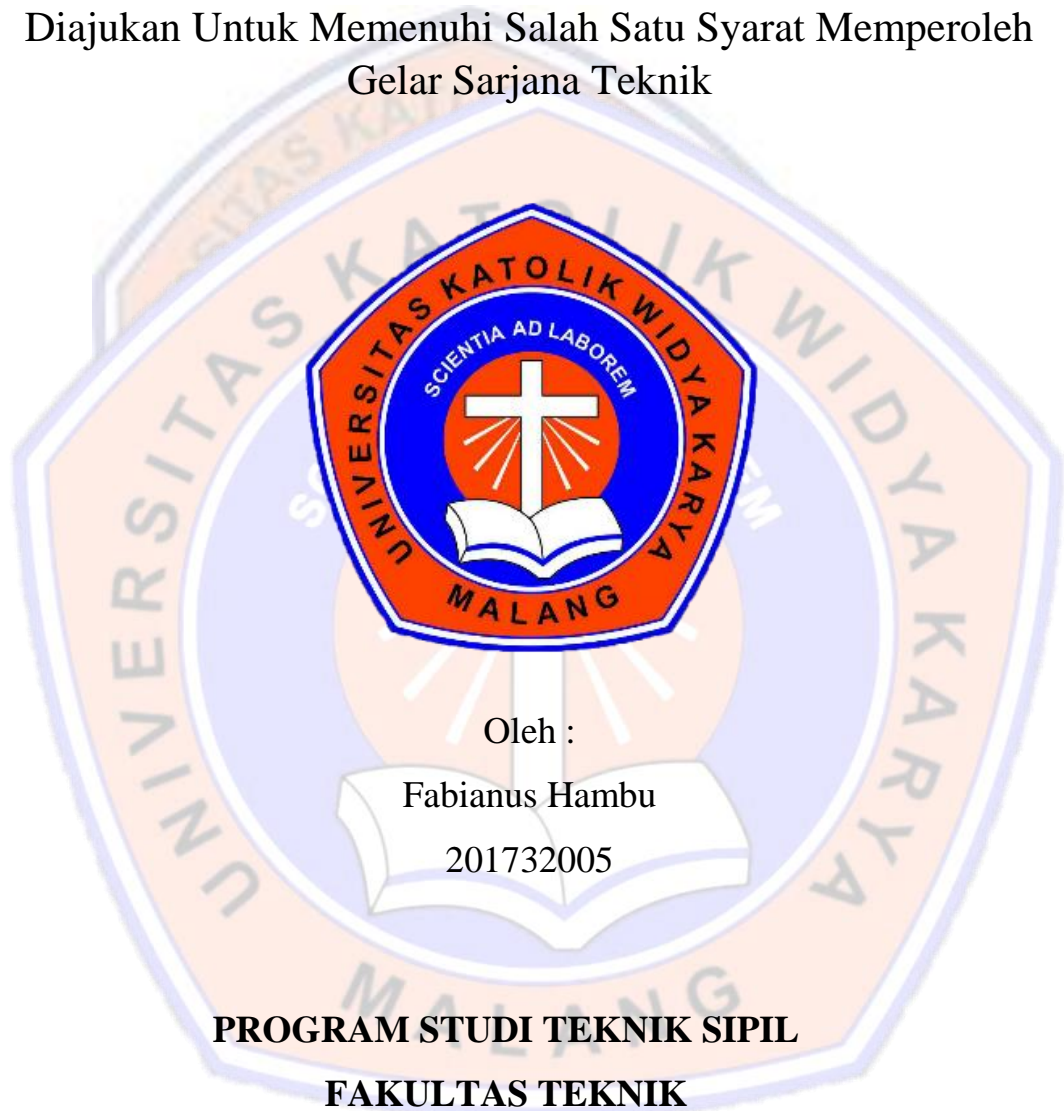 Diajukan Untuk Memenuhi Salah Satu Syarat Memperoleh
Gelar Sarjana Teknik
UNIVERSITAS KATOLIK WIDYA KARYA
SCIENTIA AD LABOREM
MALANG
Oleh :
Fabianus Hambu
201732005
PROGRAM STUDI TEKNIK SIPIL
FAKULTAS TEKNIK